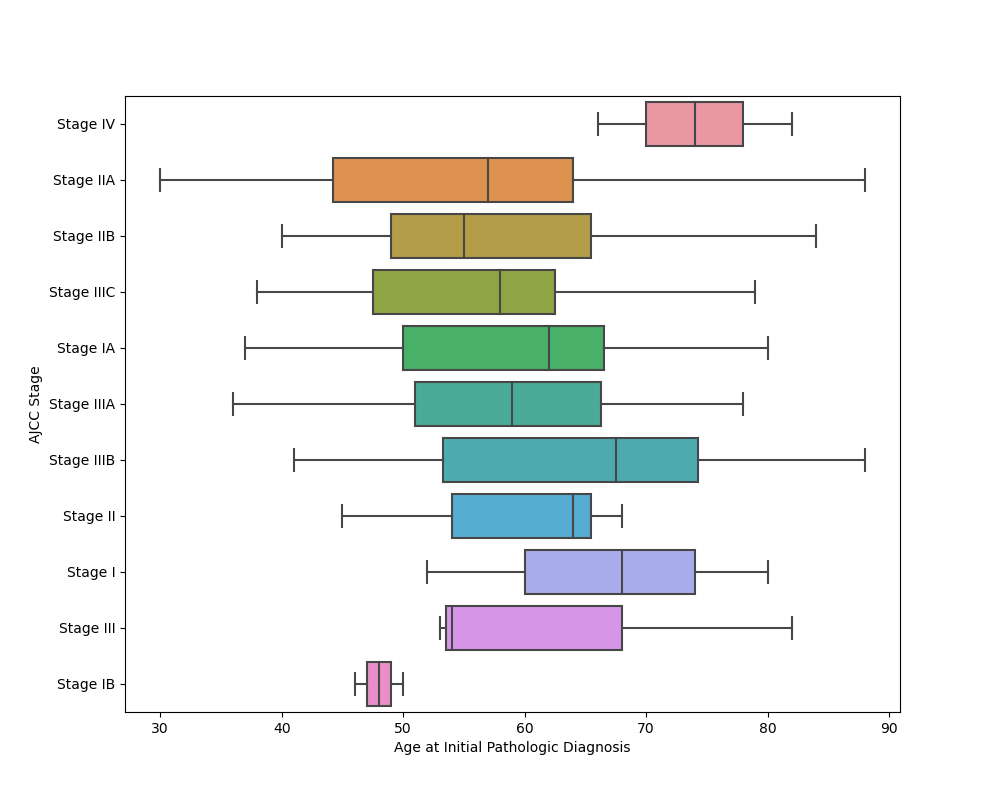 Stage IV
Stage IIA
Stage IIB
Stage IIIC
Stage IA
Stage IIIA
Stage IIIB
Stage II
Stage I
Stage III
Stage IB
AJCC Stage
30 40 50 60 70 80 90
Age at Initial Pathologic Diagnosis